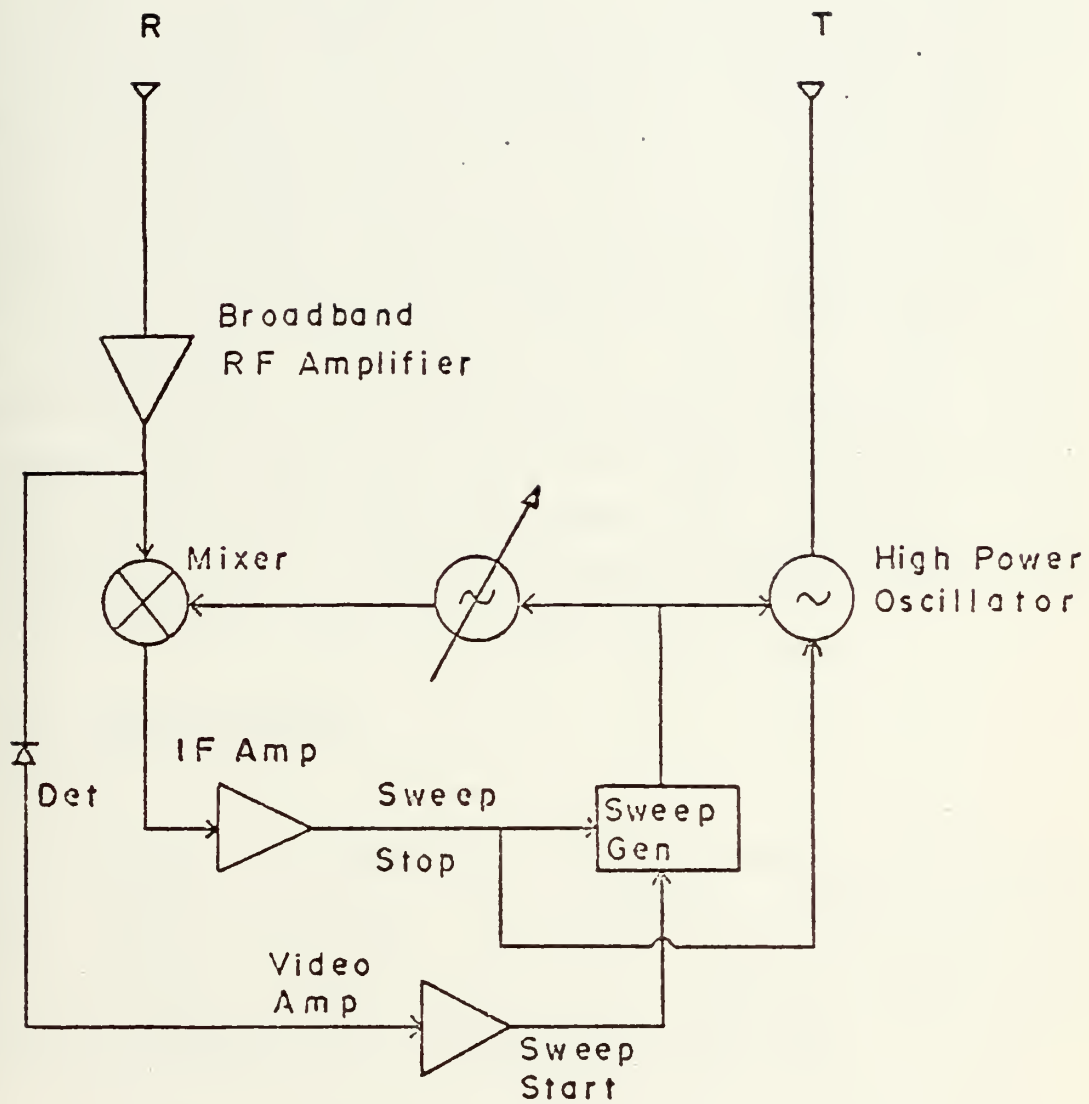 R
T
Broadband
RF Amplifier
Mixer
High Power
Oscillator
IF Amp
Det
Sweep
Stop
Sweep
Gen
Video
Amp
Sweep
Start